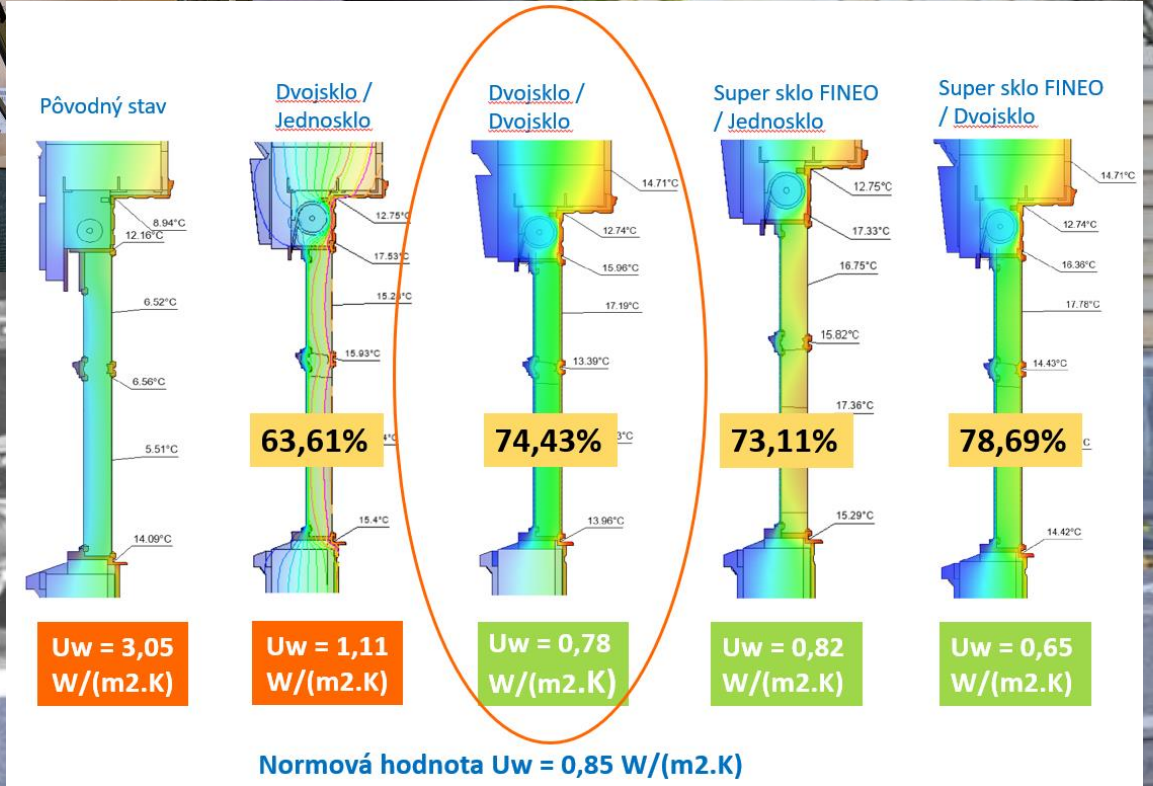 Pôvodný stav
8.94°C
12.16°C
6.52°C
6.56°C
5.51°C
14.09°C
Uw = 3,05
W/(m2.K)
Dvojsklo /
Jednosklo
12.75°C
17.53°C
15.93°C
63,61%
15.4°C
Uw = 1,11
W/(m2.K)
Dvojsklo /
Dvojsklo
14.71°C
12.74°C
15.96°C
17.19°C
13.39°C
74,43%
13.96°C
Uw = 0,78
W/(m2.K)
Super sklo FINEO
/ Jednosklo
12.75°C
17.33°C
16.75°C
15.82°C
17.36°C
73,11%
15.29°C
Uw = 0,82
W/(m2.K)
Super sklo FINEO
/ Dvojsklo
14.71°C
12.74°C
16.36°C
17.78°C
14.43°C
78,69%
14.42°C
Uw = 0,65
W/(m2.K)
Normová hodnota Uw = 0,85 W/(m2.K)